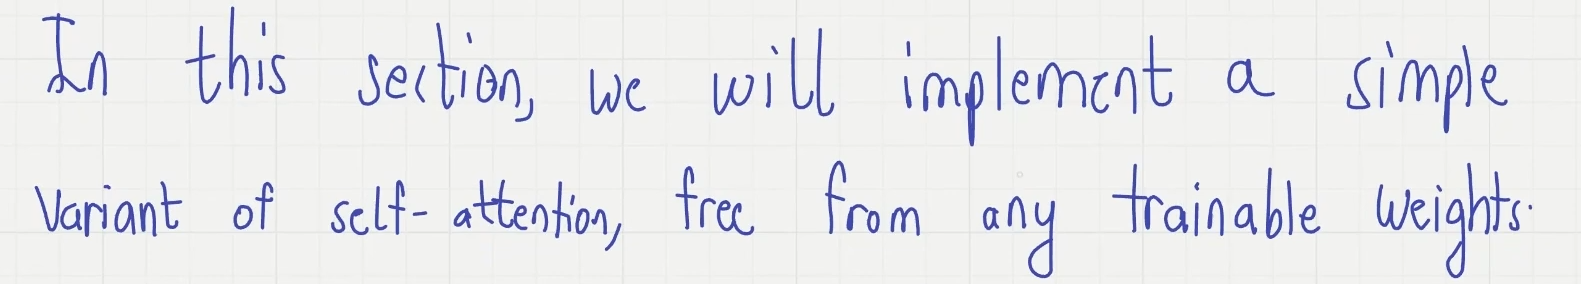 In this section, we will implement a simple
variant of self-attention, free from any trainable weights.